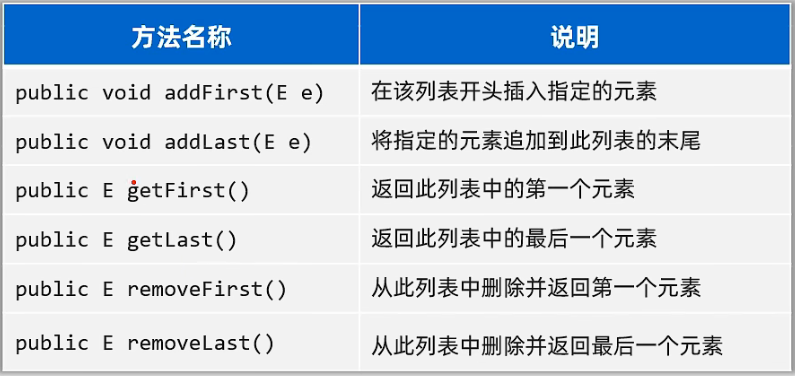 方法名称 说明
public void addFirst(E e) 在该列表开头插入指定的元素
public void addLast(E e) 将指定的元素追加到此列表的末尾
public E getFirst() 返回此列表中的第一个元素
public E getLast() 返回此列表中的最后一个元素
public E removeFirst() 从此列表中删除并返回第一个元素
public E removeLast() 从此列表中删除并返回最后一个元素